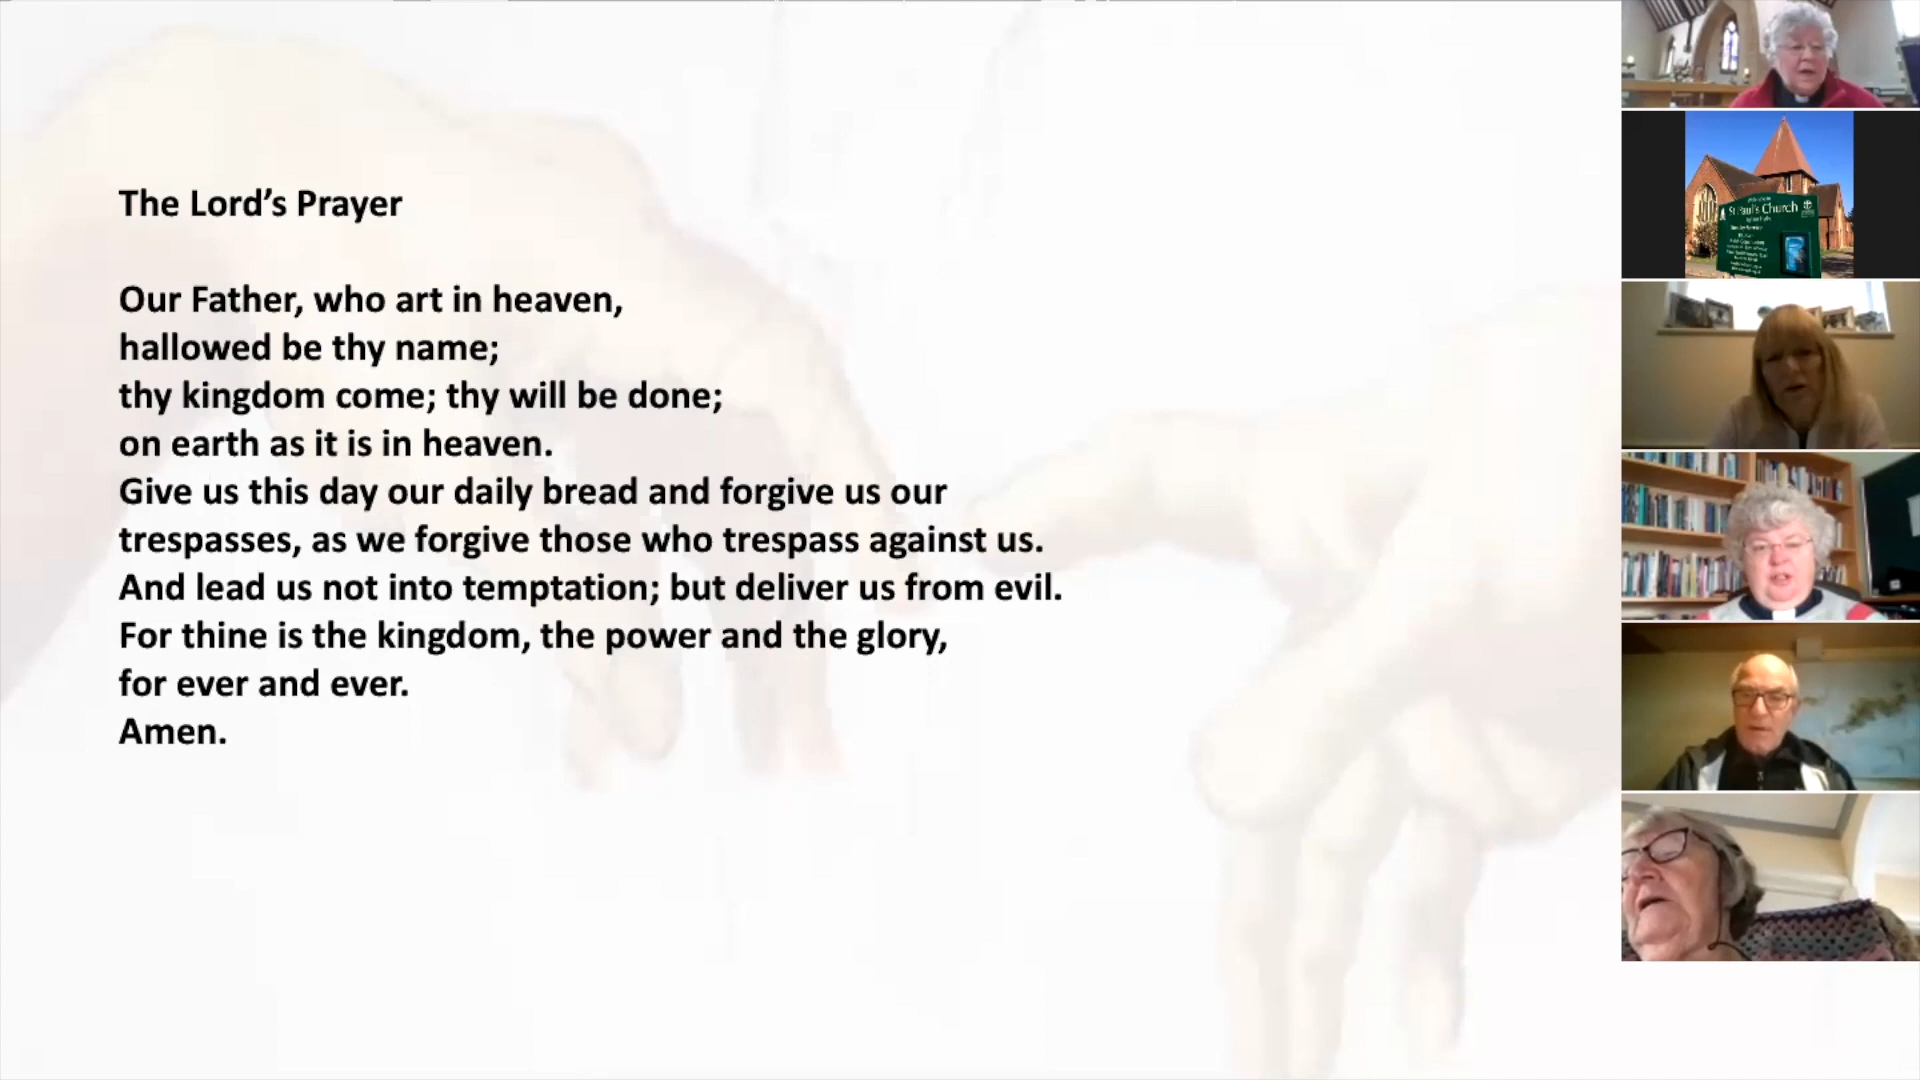 The Lord’s Prayer
Our Father, who art in heaven,
hallowed be thy name;
thy kingdom come; thy will be done;
on earth as it is in heaven.
Give us this day our daily bread and forgive us our
trespasses, as we forgive those who trespass against us.
And lead us not into temptation; but deliver us from evil.
For thine is the kingdom, the power and the glory,
for ever and ever.
Amen.
St Paul's Church